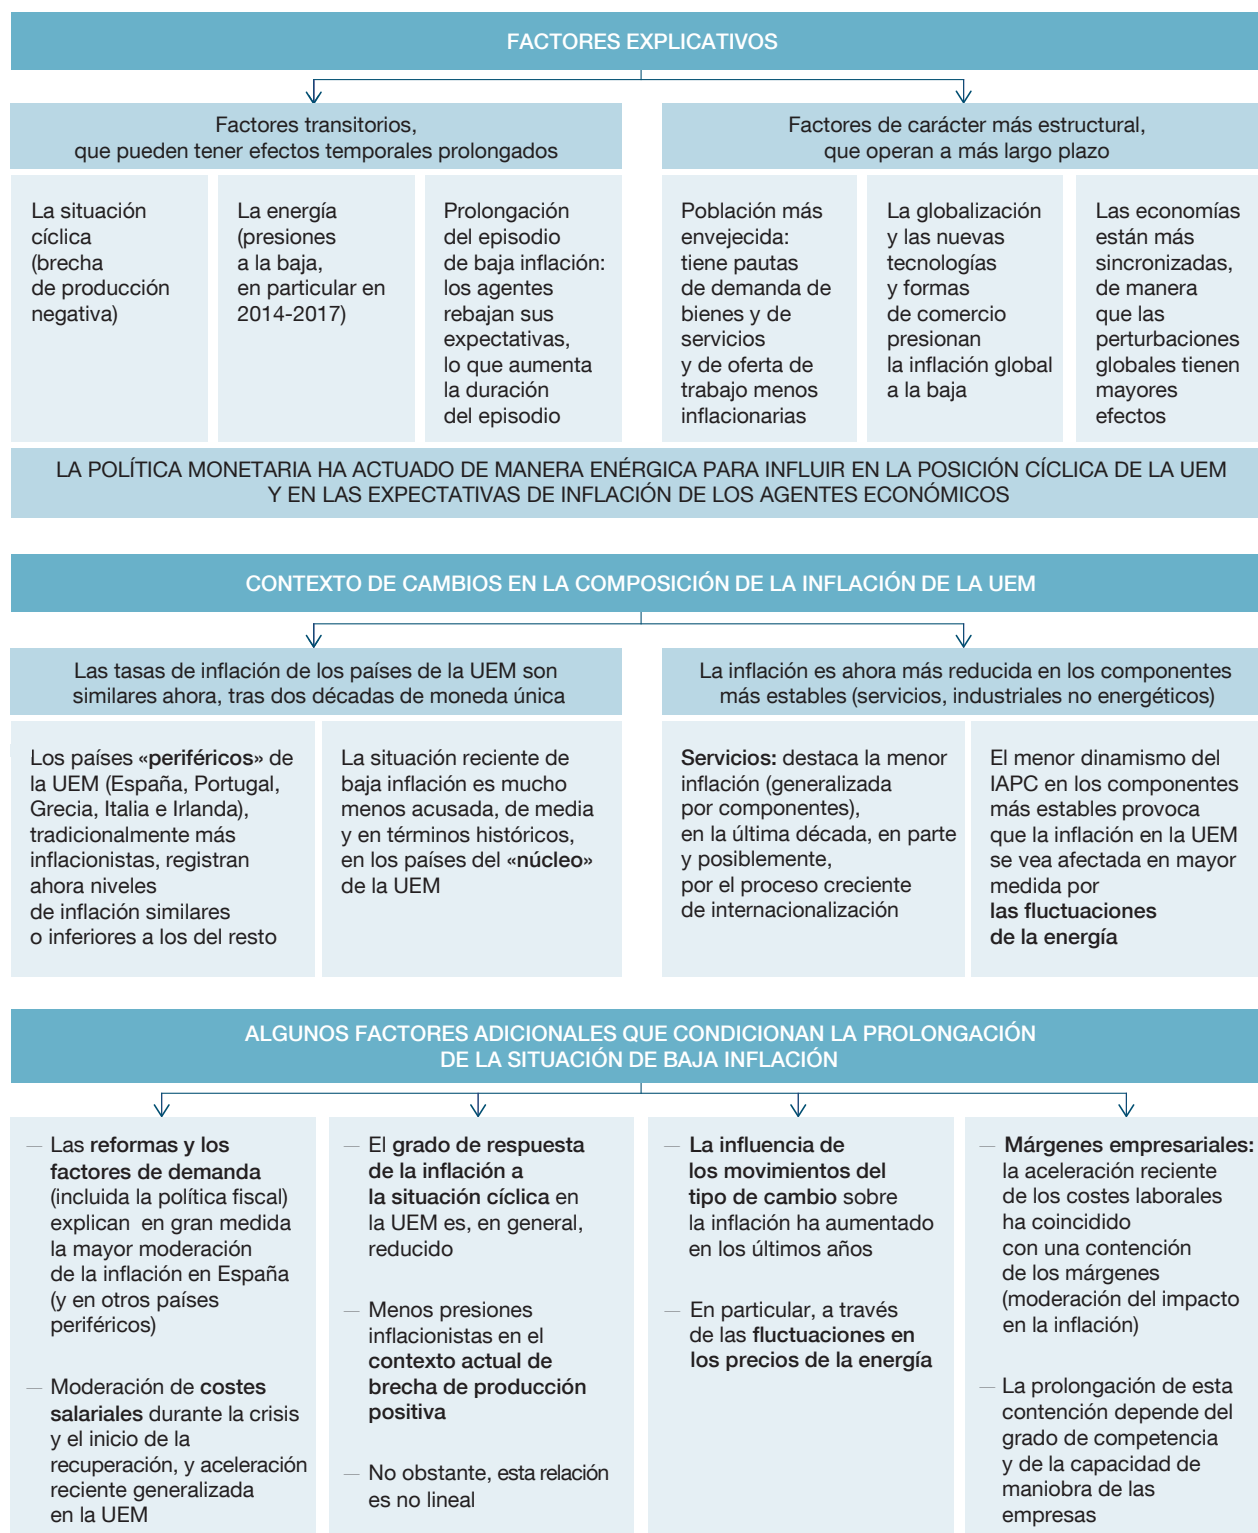 FACTORES EXPLICATIVOS
Factores transitorios,
que pueden tener efectos temporales prolongados
La situación
cíclica
(brecha
de producción
negativa)
La energía
(presiones
a la baja,
en particular en
2014-2017)
Prolongación
del episodio
de baja inflación:
los agentes
rebajan sus
expectativas,
lo que aumenta
la duración
del episodio
Factores de carácter más estructural,
que operan a más largo plazo
Población más
envejecida:
tiene pautas
de demanda de
bienes y de
servicios
y de oferta de
trabajo menos
inflacionarias
La globalización
y las nuevas
tecnologías
y formas
de comercio
presionan
la inflación global
a la baja
Las economías
están más
sincronizadas,
de manera
que las
perturbaciones
globales tienen
mayores
efectos
LA POLÍTICA MONETARIA HA ACTUADO DE MANERA ENÉRGICA PARA INFLUIR EN LA POSICIÓN CÍCLICA DE LA UEM
Y EN LAS EXPECTATIVAS DE INFLACIÓN DE LOS AGENTES ECONÓMICOS
CONTEXTO DE CAMBIOS EN LA COMPOSICIÓN DE LA INFLACIÓN DE LA UEM
Las tasas de inflación de los países de la UEM son
similares ahora, tras dos décadas de moneda única
Los países «periféricos» de
la UEM (España, Portugal,
Grecia, Italia e Irlanda),
tradicionalmente más
inflacionistas, registran
ahora niveles
de inflación similares
o inferiores a los del resto
La situación reciente de
baja inflación es mucho
menos acusada, de media
y en términos históricos,
en los países del «núcleo»
de la UEM
La inflación es ahora más reducida en los componentes
más estables (servicios, industriales no energéticos)
Servicios: destaca la menor
inflación (generalizada
por componentes),
en la última década, en parte
y posiblemente,
por el proceso creciente
de internacionalización
El menor dinamismo del
IAPC en los componentes
más estables provoca
que la inflación en la UEM
se vea afectada en mayor
medida por
las fluctuaciones
de la energía
ALGUNOS FACTORES ADICIONALES QUE CONDICIONAN LA PROLONGACIÓN
DE LA SITUACIÓN DE BAJA INFLACIÓN
— Las reformas y los
factores de demanda
(incluida la política fiscal)
explican en gran medida
la mayor moderación
de la inflación en España
(y en otros países
periféricos)
— Moderación de costes
salariales durante la crisis
y el inicio de la
recuperación, y aceleración
reciente generalizada
en la UEM
— El grado de respuesta
de la inflación a
la situación cíclica en
la UEM es, en general,
reducido
— Menos presiones
inflacionistas en el
contexto actual de
brecha de producción
positiva
— No obstante, esta relación
es no lineal
— La influencia de
los movimientos del
tipo de cambio sobre
la inflación ha aumentado
en los últimos años
— En particular, a través
de las fluctuaciones en
los precios de la energía
— Márgenes empresariales:
la aceleración reciente
de los costes laborales
ha coincidido
con una contención
de los márgenes
(moderación del impacto
en la inflación)
— La prolongación de esta
contención depende del
grado de competencia
y de la capacidad de
maniobra de las
empresas